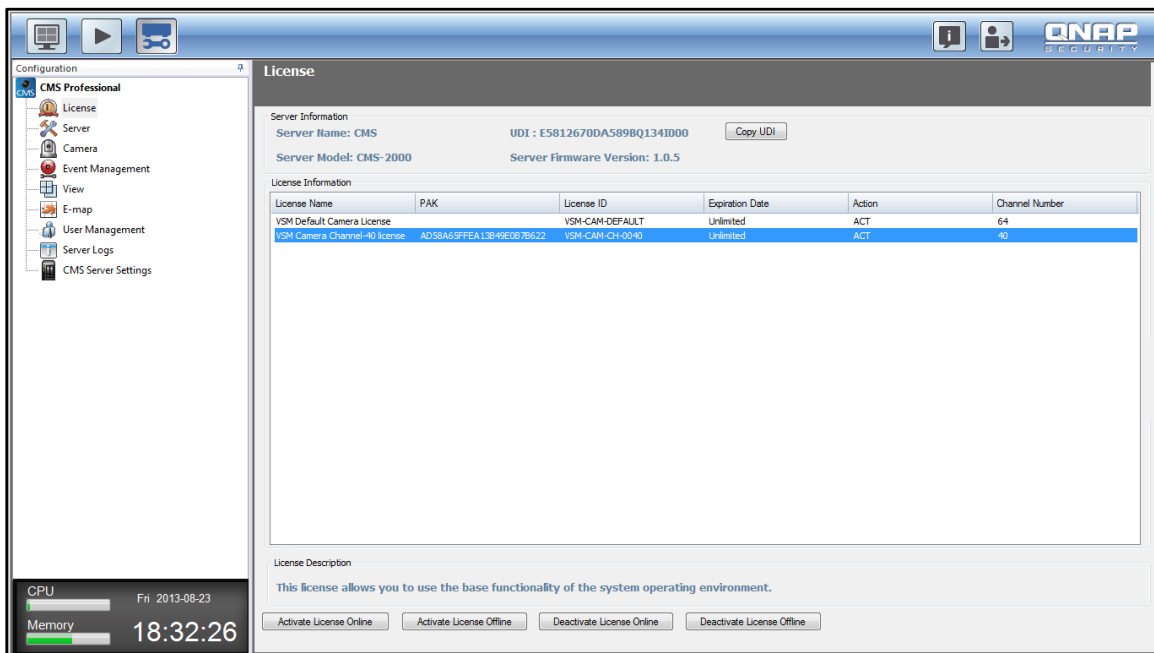 QNAP
SECURITY
Configuration
CMS
CMS Professional
License
Server
Camera
Event Management
View
E-map
User Management
Server Logs
CMS Server Settings
CPU
Fri 2013-08-23
Memory
18:32:26
License
Server Information
Server Name: CMS UDI : E5812670DA589BQ134I000 Copy UDI
Server Model: CMS-2000 Server Firmware Version: 1.0.5
License Information
License Name PAK License ID Expiration Date Action Channel Number
VSM Default Camera License VSM-CAM-DEFAULT Unlimited ACT 64
VSM Camera Channel-40 license AD58A65FFEA13B49E0B7B622 VSM-CAM-CH-0040 Unlimited ACT 40
License Description
This license allows you to use the base functionality of the system operating environment.
Activate License Online Activate License Offline Deactivate License Online Deactivate License Offline